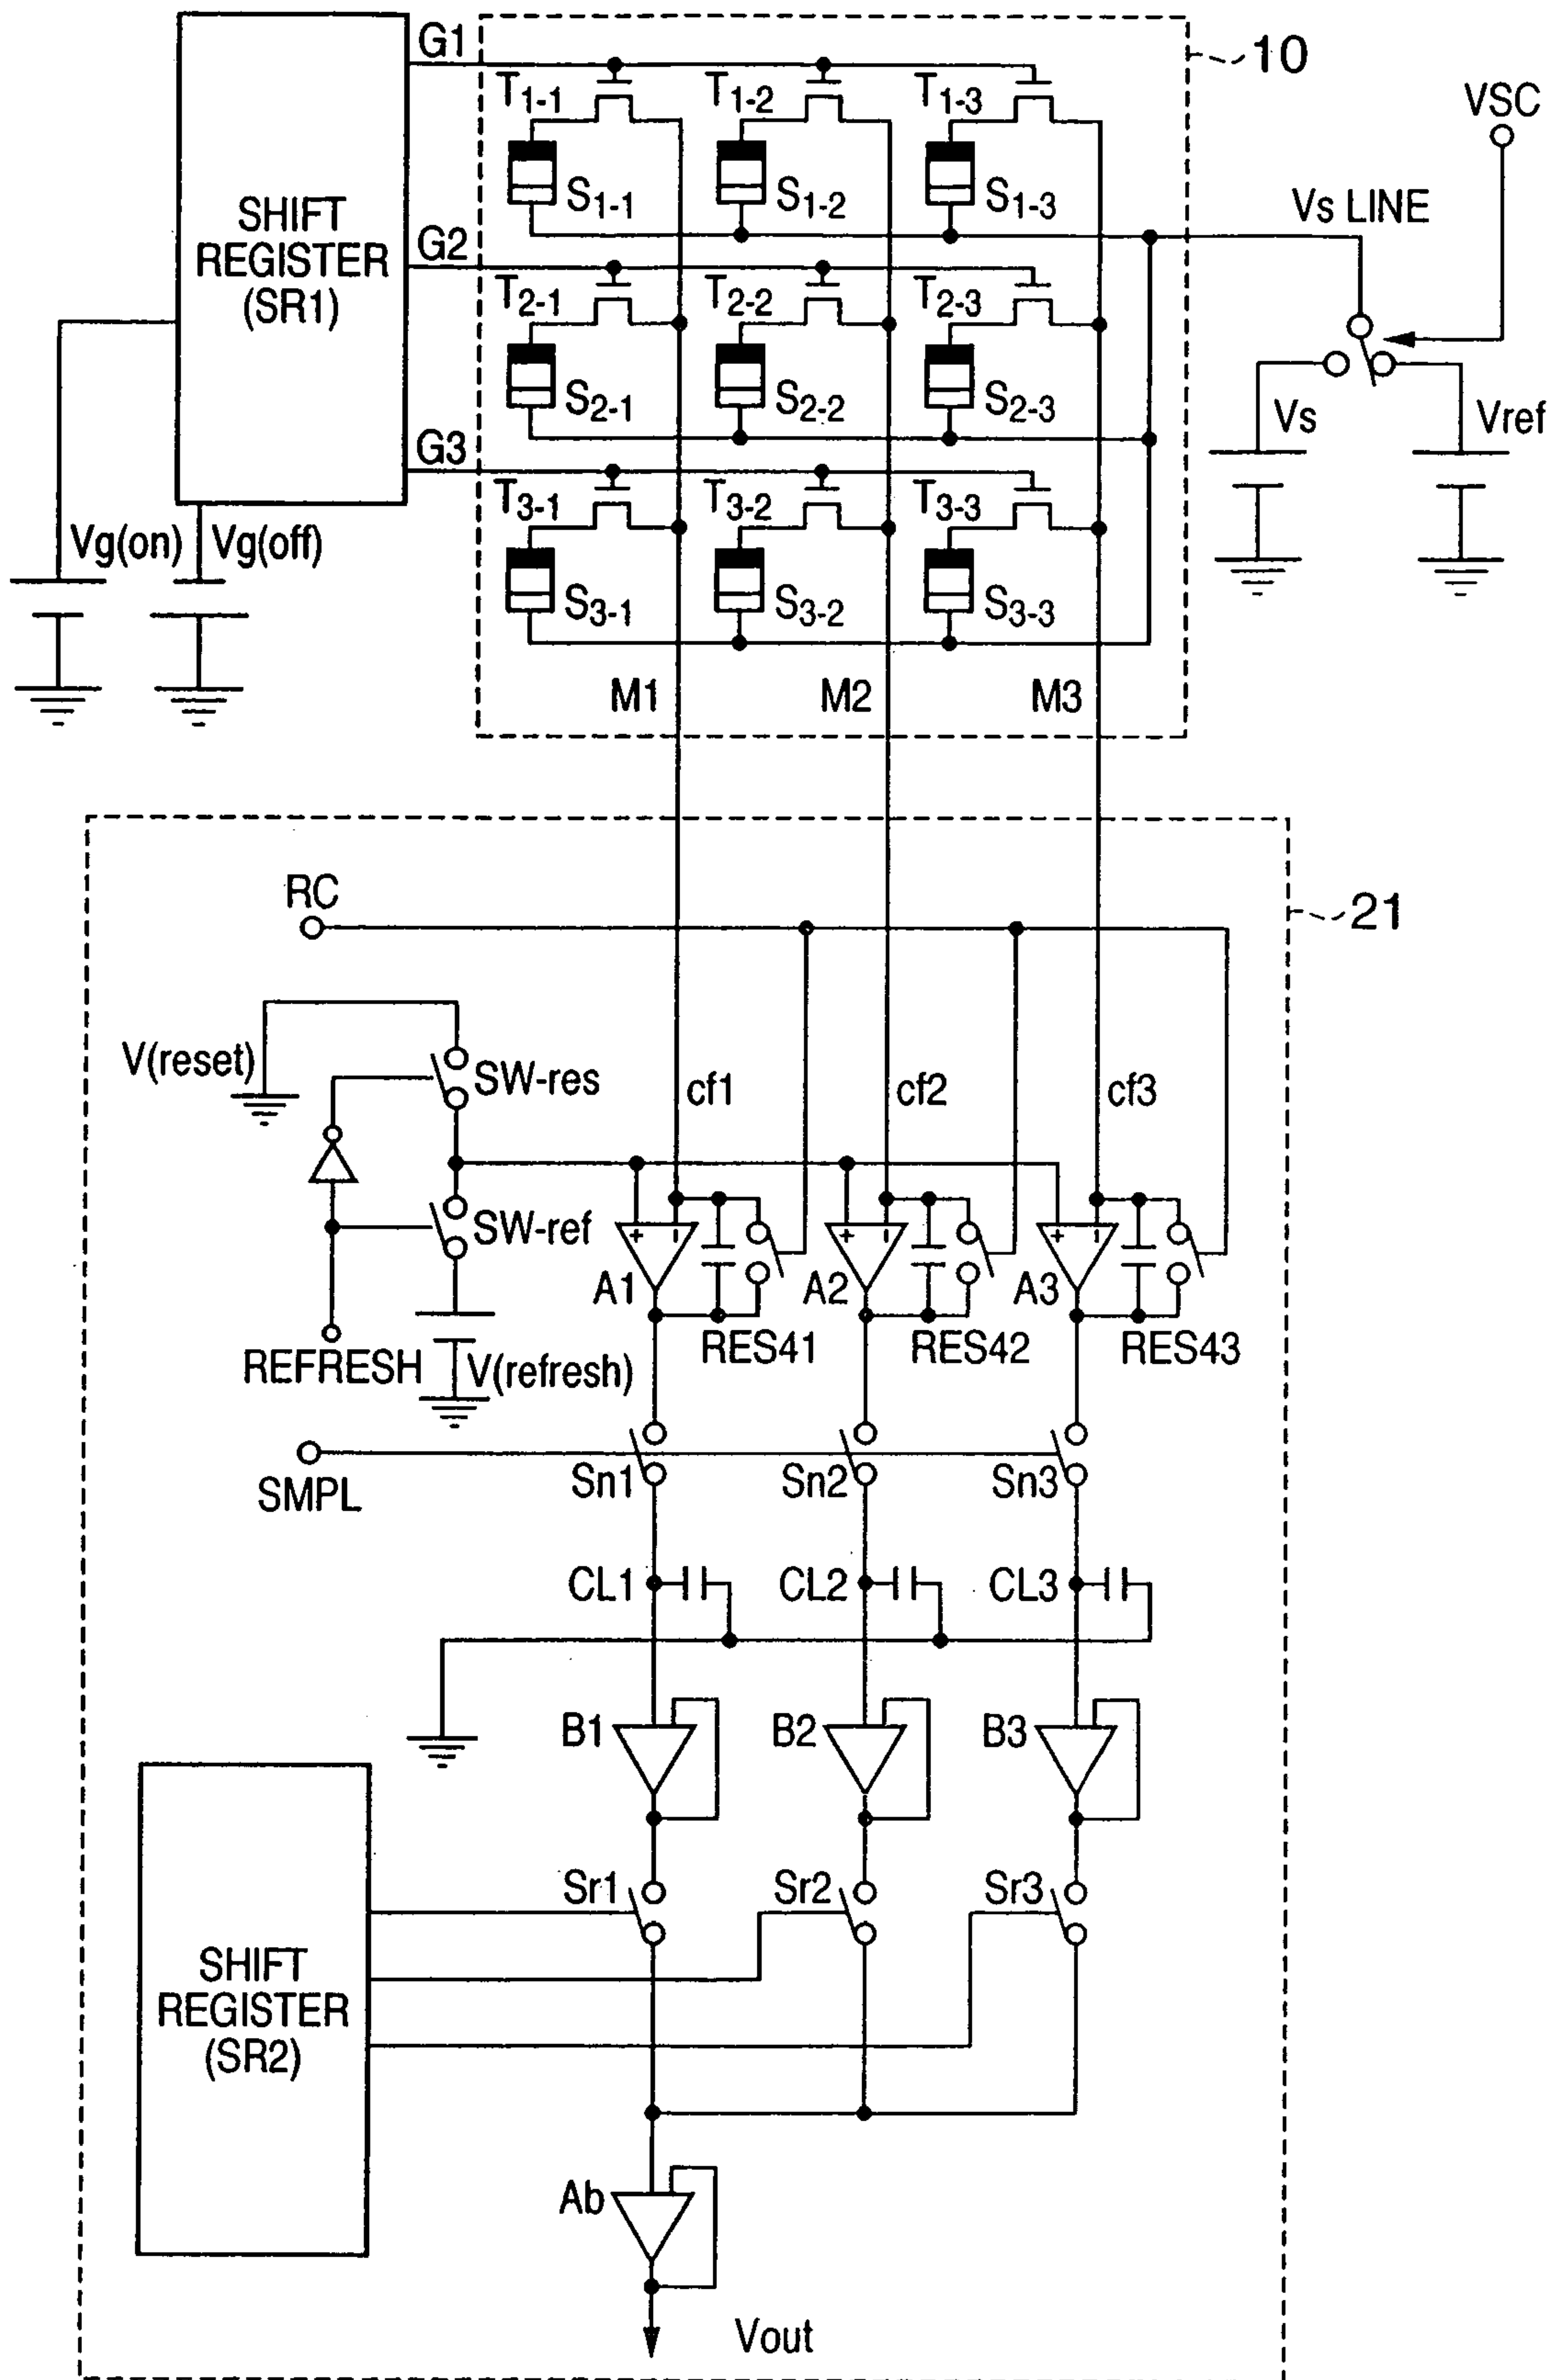 G1
10
T1-1
T1-2
T1-3
VSC
S1-1
S1-2
S1-3
SHIFT
REGISTER
(SR1)
Vs LINE
G2
T2-1
T2-2
T2-3
S2-1
S2-2
S2-3
Vs
Vref
G3
T3-1
T3-2
T3-3
Vg(on)
Vg(off)
S3-1
S3-2
S3-3
M1
M2
M3
RC
21
V(reset)
SW-res
cf1
cf2
cf3
SW-ref
+ -
+ -
+ -
A1
A2
A3
REFRESH
V(refresh)
RES41
RES42
RES43
SMPL
Sn1
Sn2
Sn3
CL1
CL2
CL3
B1
B2
B3
Sr1
Sr2
Sr3
SHIFT
REGISTER
(SR2)
Ab
Vout